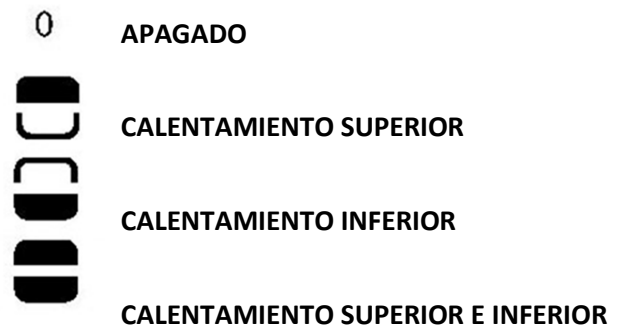 0 APAGADO
CALENTAMIENTO SUPERIOR
CALENTAMIENTO INFERIOR
CALENTAMIENTO SUPERIOR E INFERIOR